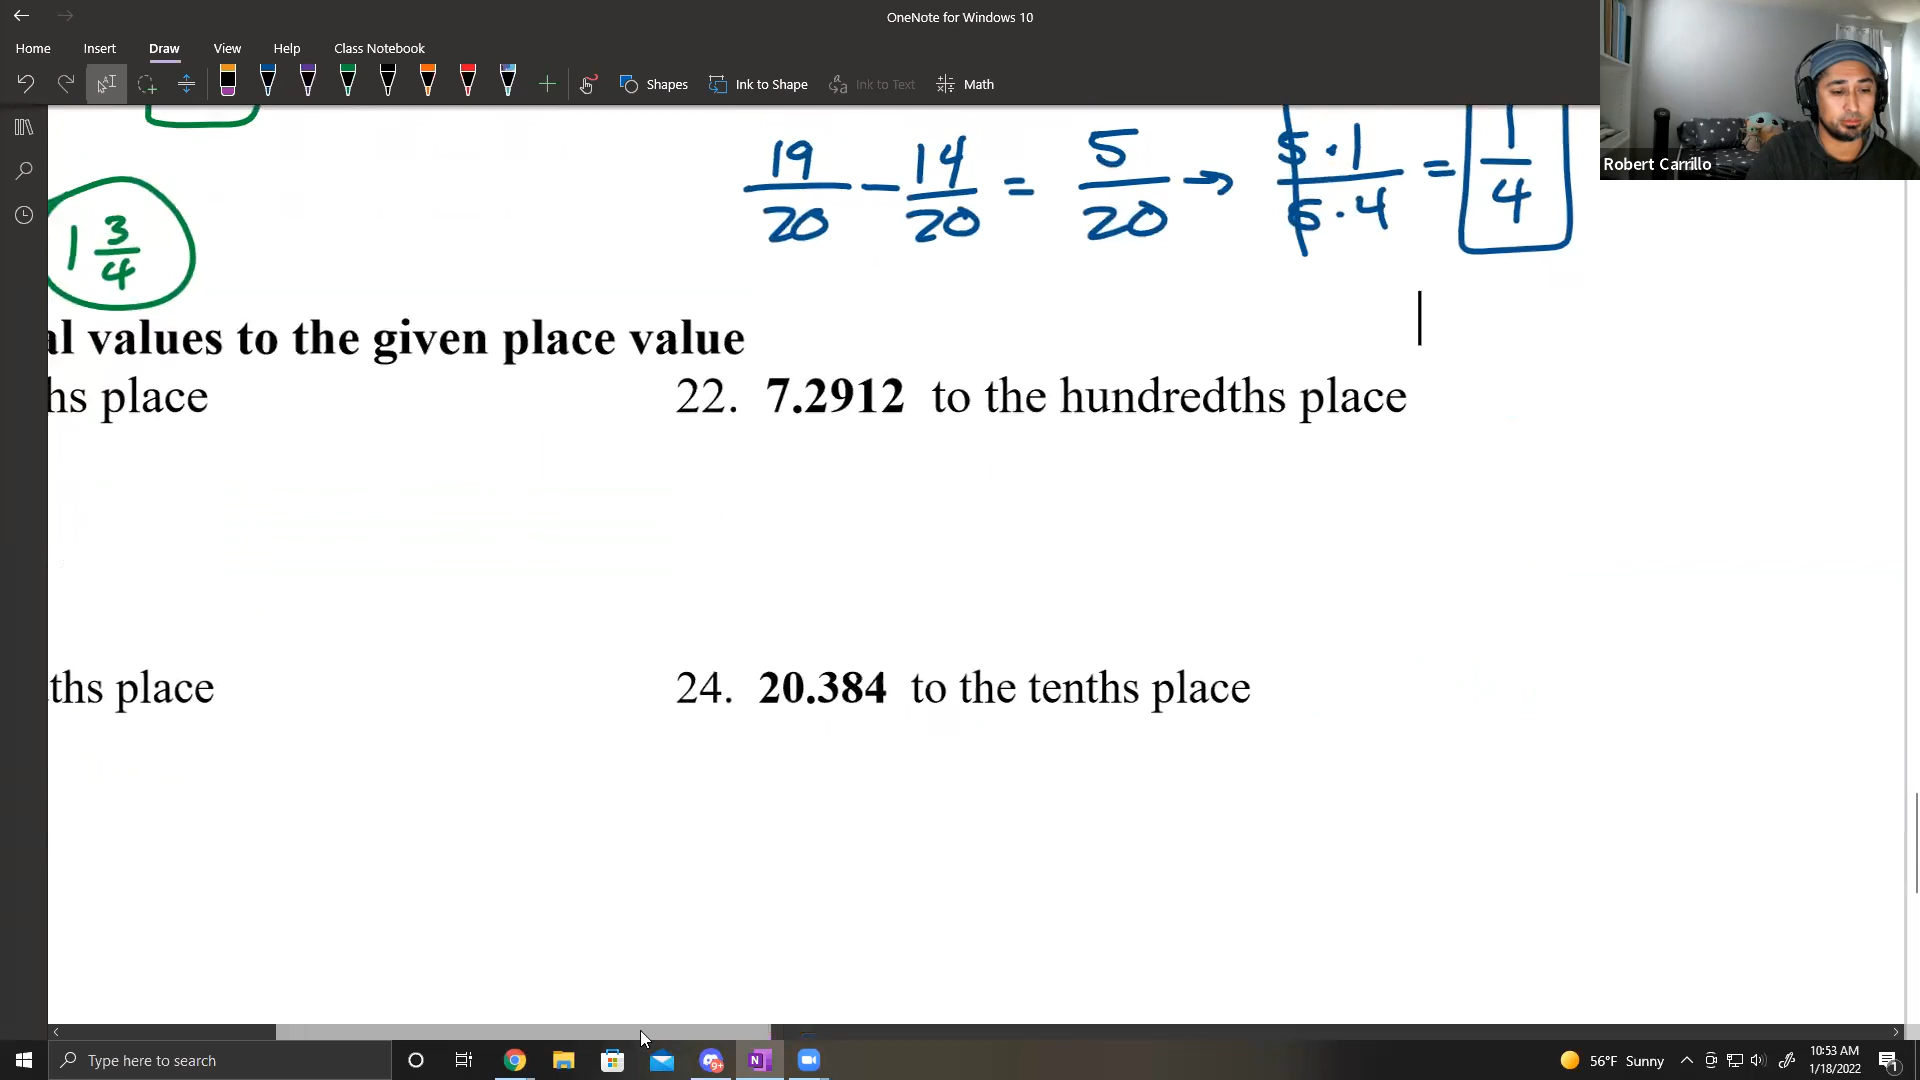 OneNote for Windows 10
Home Insert Draw View Help Class Notebook
Shapes Ink to Shape Ink to Text Math
Robert Carrillo
19/20 - 14/20 = 5/20 → 5·1/5·4 = 1/4
1 3/4
al values to the given place value
hs place
22. 7.2912 to the hundredths place
ths place
24. 20.384 to the tenths place
Type here to search
9+
N
56°F Sunny
10:53 AM
1/18/2022
1